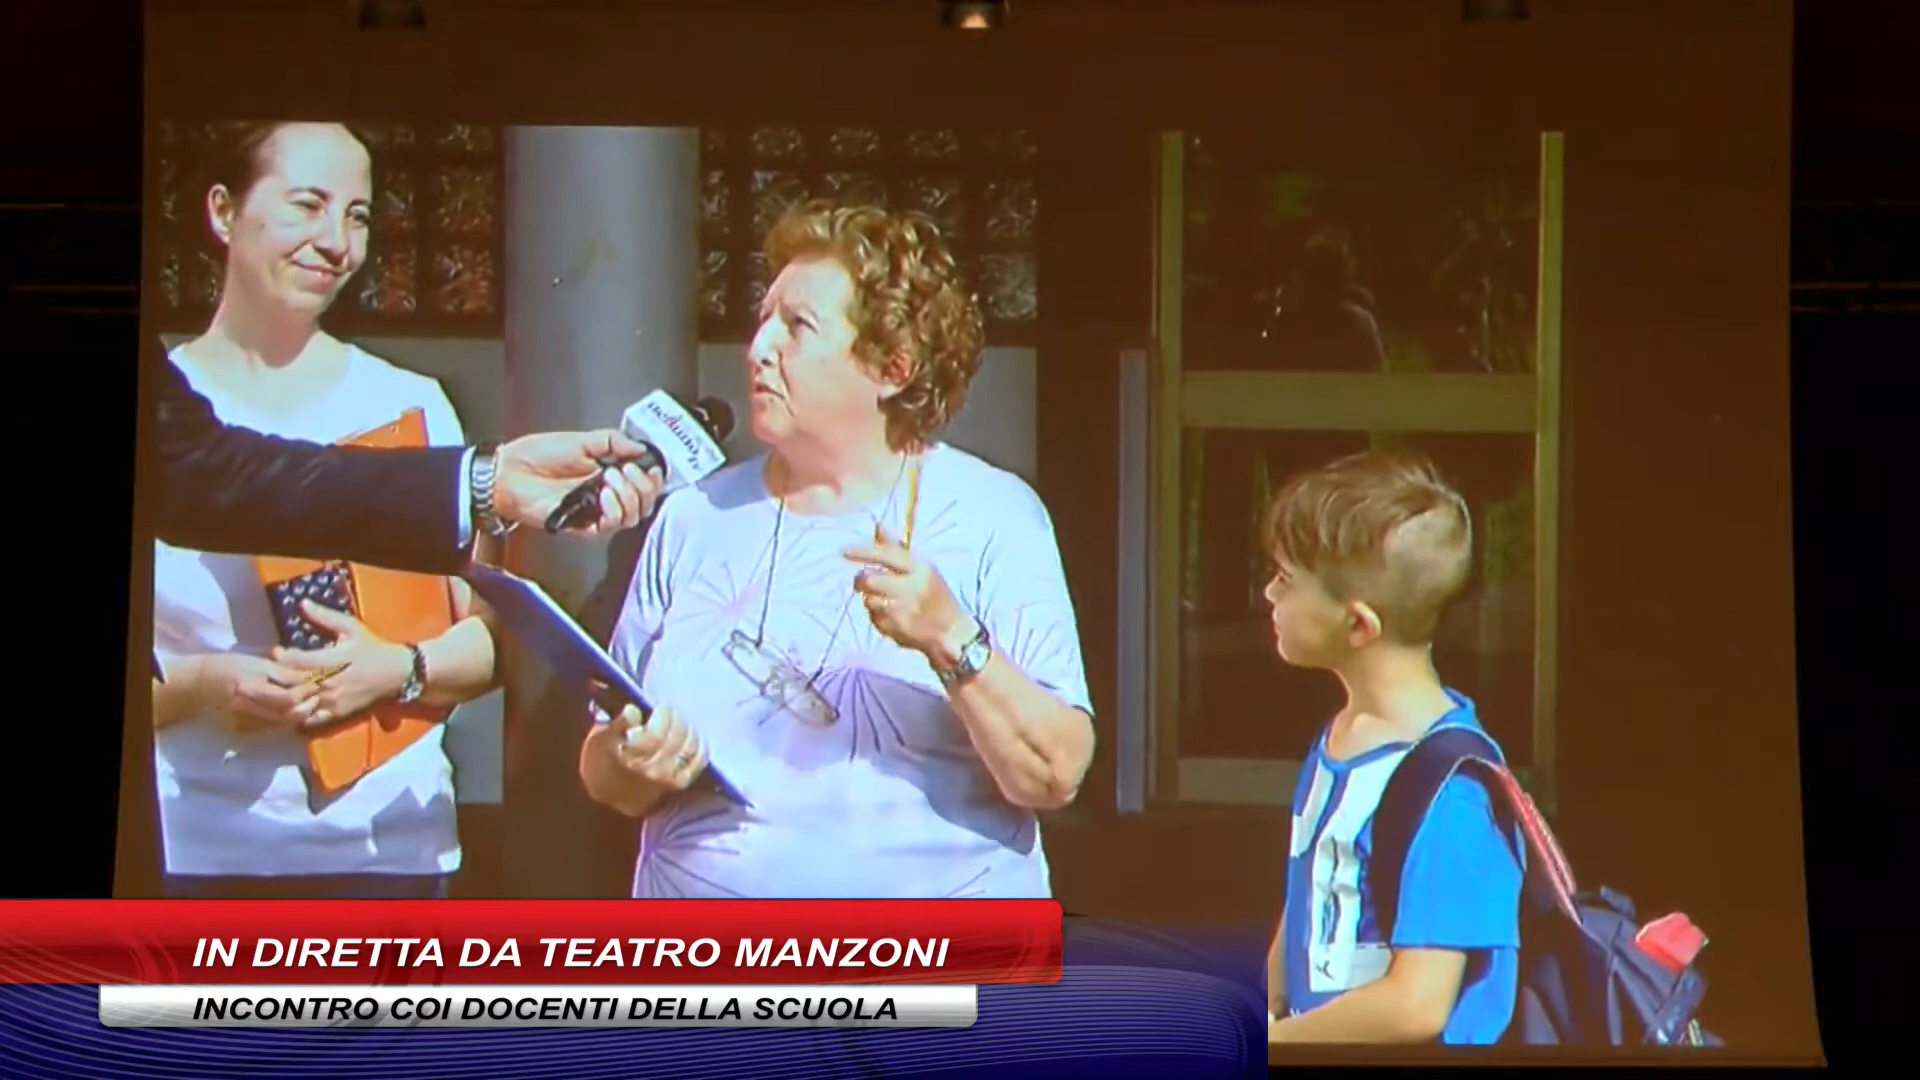 IN DIRETTA DA TEATRO MANZONI
INCONTRO COI DOCENTI DELLA SCUOLA